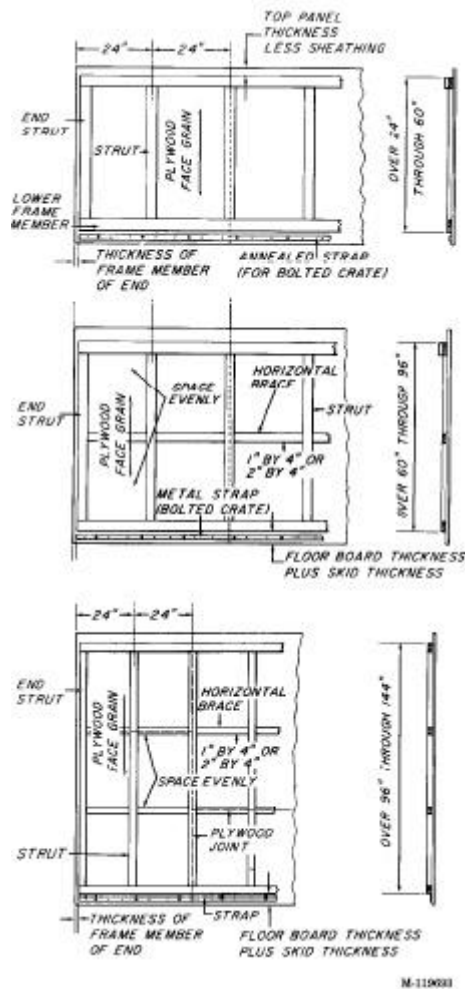 TOP PANEL
THICKNESS
LESS SHEATHING
24"
24"
END
STRUT
STRUT
PLYWOOD
FACE GRAIN
OVER 24"
THROUGH 60"
LOWER
FRAME
MEMBER
THICKNESS OF
FRAME MEMBER
OF END
ANNEALED STRAP
(FOR BOLTED CRATE)
SPACE
EVENLY
HORIZONTAL
BRACE
END
STRUT
PLYWOOD
FACE GRAIN
STRUT
1" BY 4" OR
2" BY 4"
OVER 60" THROUGH 96"
METAL STRAP
(BOLTED CRATE)
FLOOR BOARD THICKNESS
PLUS SKID THICKNESS
24"
24"
END
STRUT
PLYWOOD
FACE GRAIN
HORIZONTAL
BRACE
1" BY 4" OR
2" BY 4"
SPACE EVENLY
OVER 96" THROUGH 144"
PLYWOOD
JOINT
STRUT
STRAP
THICKNESS OF
FRAME MEMBER
OF END
FLOOR BOARD THICKNESS
PLUS SKID THICKNESS
M-119693